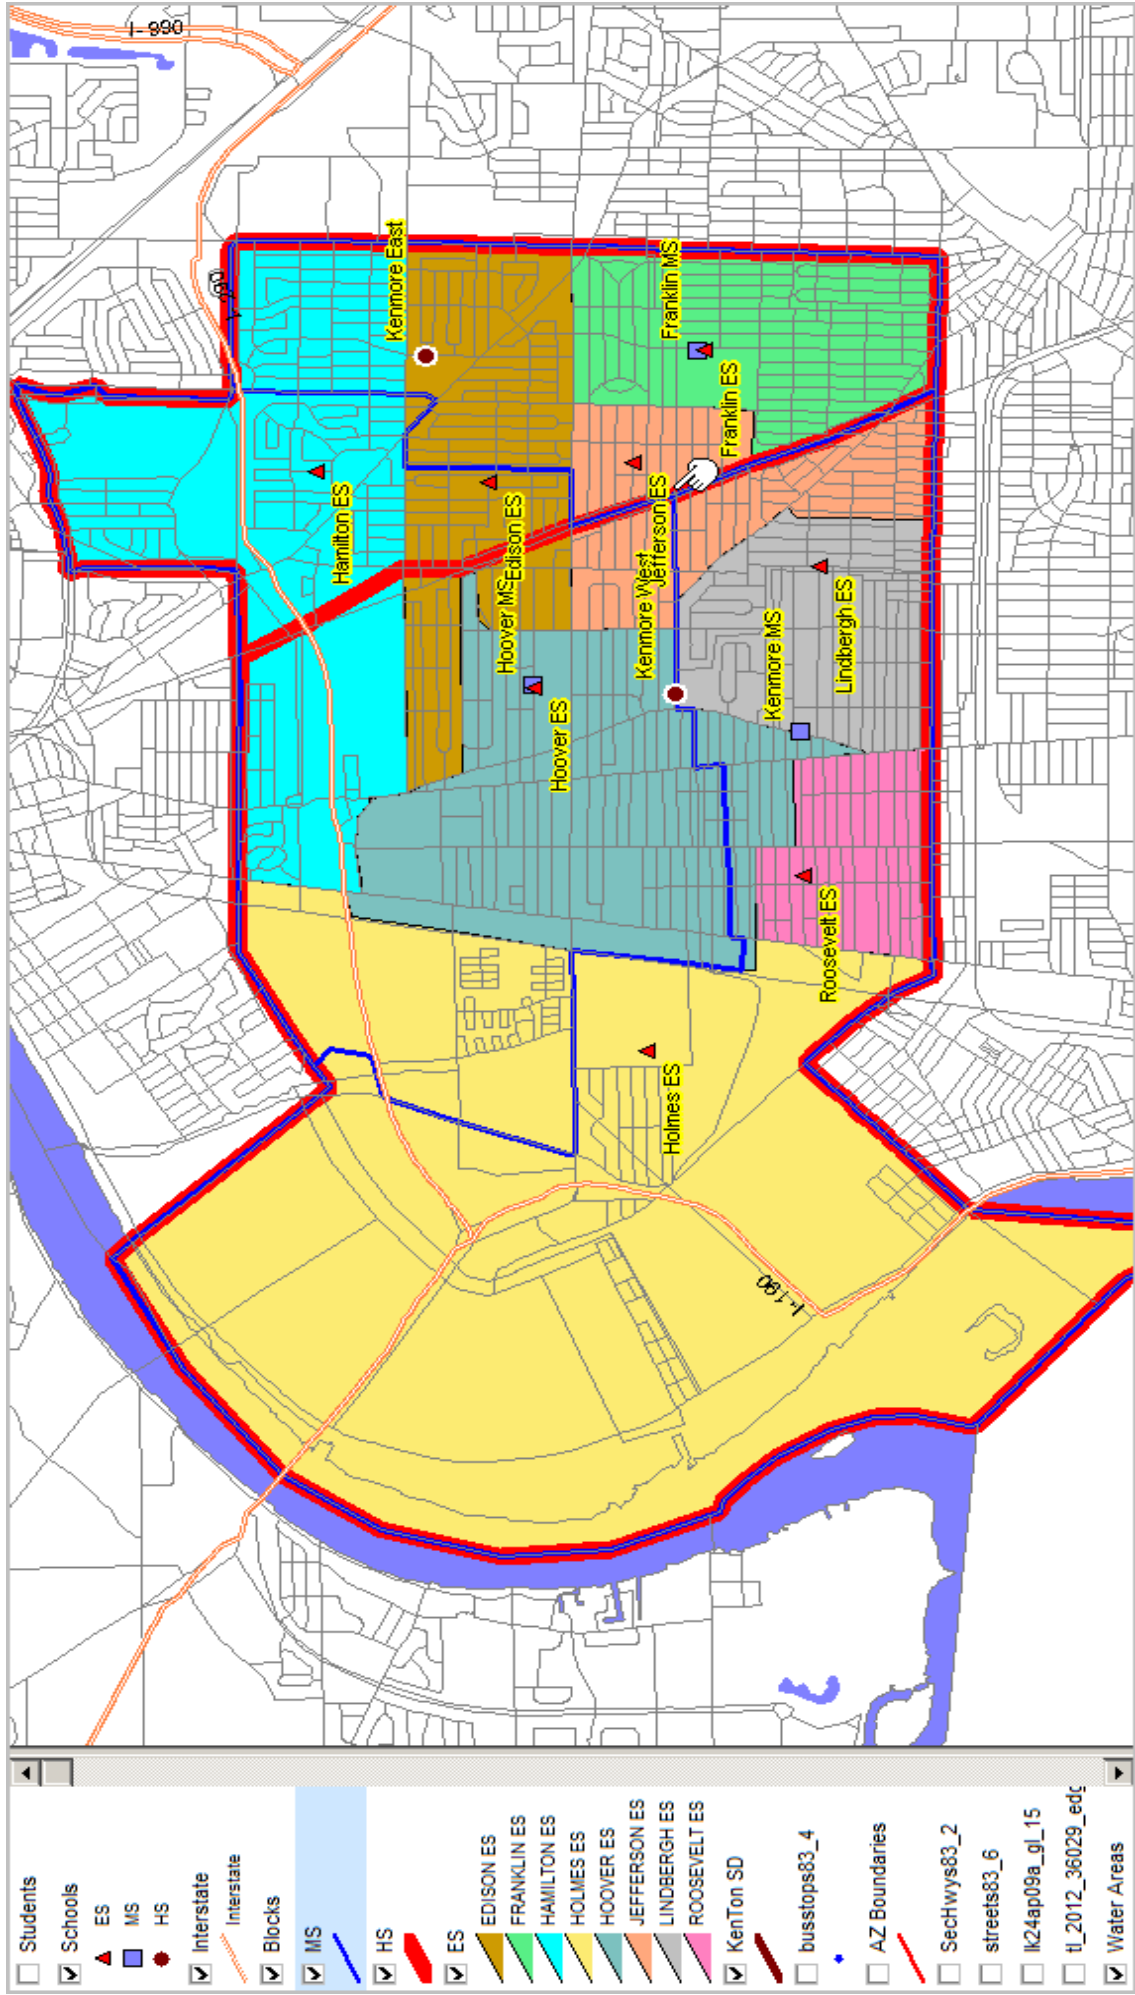 Students
Schools
ES
MS
HS
Interstate
Interstate
Blocks
MS
HS
ES
EDISON ES
FRANKLIN ES
HAMILTON ES
HOLMES ES
HOOVER ES
JEFFERSON ES
LINDBERGH ES
ROOSEVELT ES
KenTon SD
busstops83_4
AZ Boundaries
SecHwys83_2
streets83_6
lk24ap09a_gl_15
tl_2012_36029_edg
Water Areas
I-990
I-290
Kenmore East
Hamilton ES
Edison ES
Hoover MS
Hoover ES
Franklin MS
Franklin ES
Jefferson ES
Kenmore West
Kenmore MS
Lindbergh ES
Roosevelt ES
Holmes ES
I-190